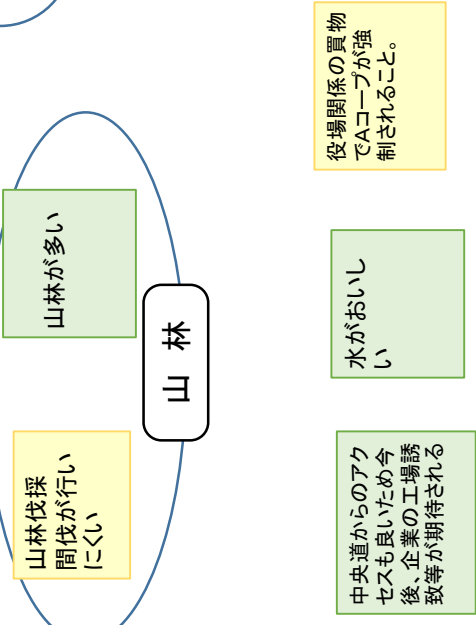 山林伐採
間伐が行い
にくい
山林が多い
山 林
中央道からのアク
セスも良いため今
後、企業の工場誘
致等が期待される
水がおいし
い
役場関係の買物
でAコープが強
制されること。